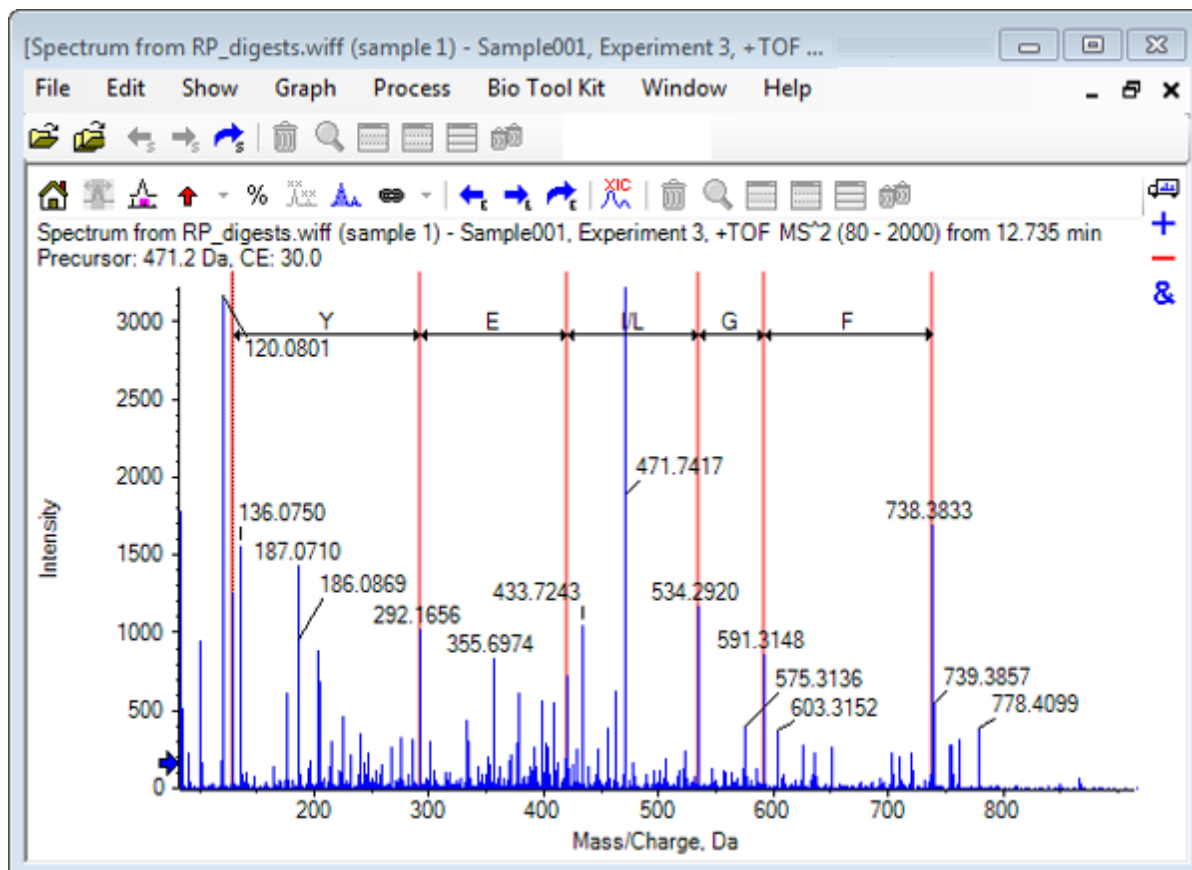 [Spectrum from RP_digests.wiff (sample 1) - Sample001, Experiment 3, +TOF ...
File Edit Show Graph Process Bio Tool Kit Window Help
% XIC
Spectrum from RP_digests.wiff (sample 1) - Sample001, Experiment 3, +TOF MS^2 (80 - 2000) from 12.735 min
Precursor: 471.2 Da, CE: 30.0
&
3000
2500
2000
1500
1000
500
0
Intensity
Y E I/L G F
120.0801
471.7417
136.0750
738.3833
187.0710
186.0869
433.7243
534.2920
292.1656
355.6974
591.3148
575.3136
739.3857
603.3152
778.4099
200 300 400 500 600 700 800
Mass/Charge, Da